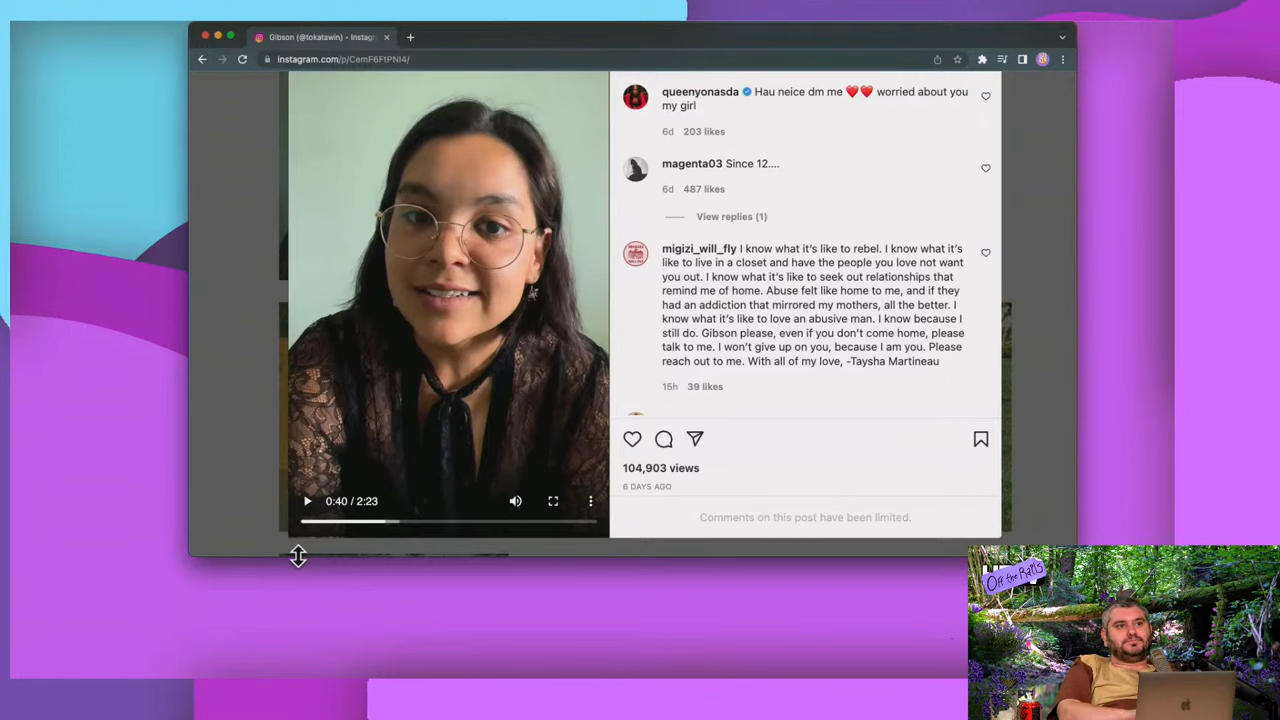 Gibson (@tokatawin) • Instagr
instagram.com/p/CemF6FtPNI4/
queenyonasda Hau neice dm me ❤️❤️ worried about you
my girl
6d 203 likes
magenta03 Since 12....
6d 487 likes
View replies (1)
migizi_will_fly I know what it's like to rebel. I know what it's
like to live in a closet and have the people you love not want
you out. I know what it's like to seek out relationships that
remind me of home. Abuse felt like home to me, and if they
had an addiction that mirrored my mothers, all the better. I
know what it's like to love an abusive man. I know because I
still do. Gibson please, even if you don't come home, please
talk to me. I won't give up on you, because I am you. Please
reach out to me. With all of my love, -Taysha Martineau
15h 39 likes
0:40 / 2:23
104,903 views
6 DAYS AGO
Comments on this post have been limited.
Off the Rails